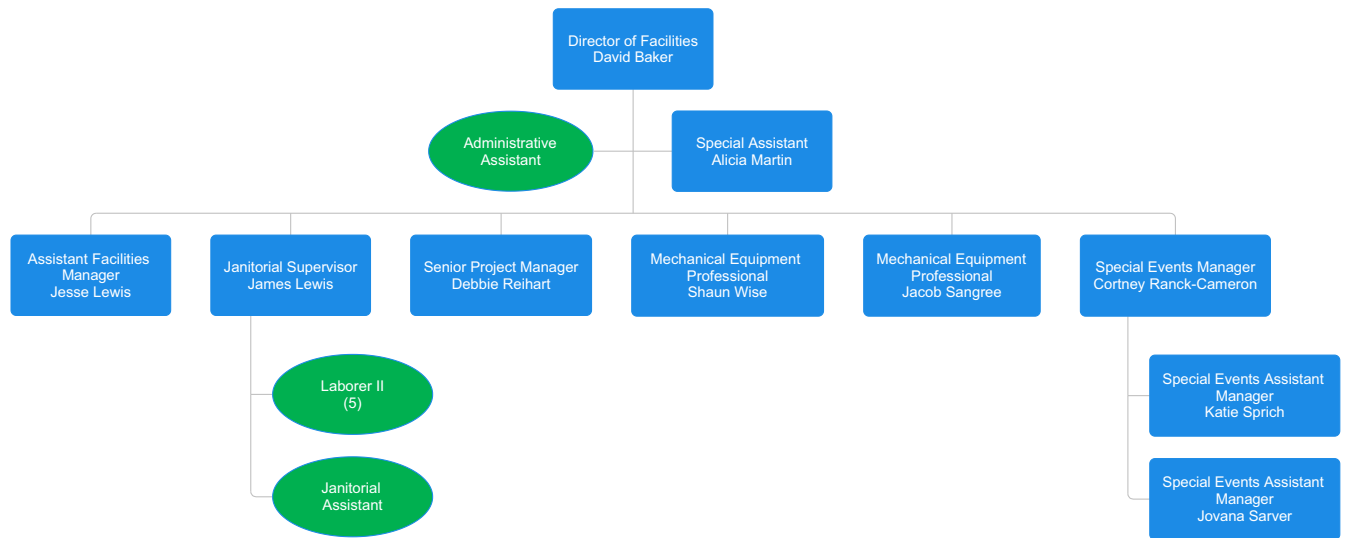 Director of Facilities
David Baker
Administrative
Assistant
Special Assistant
Alicia Martin
Assistant Facilities
Manager
Jesse Lewis
Janitorial Supervisor
James Lewis
Senior Project Manager
Debbie Reihart
Mechanical Equipment
Professional
Shaun Wise
Mechanical Equipment
Professional
Jacob Sangree
Special Events Manager
Cortney Ranck-Cameron
Laborer II
(5)
Janitorial
Assistant
Special Events Assistant
Manager
Katie Sprich
Special Events Assistant
Manager
Jovana Sarver